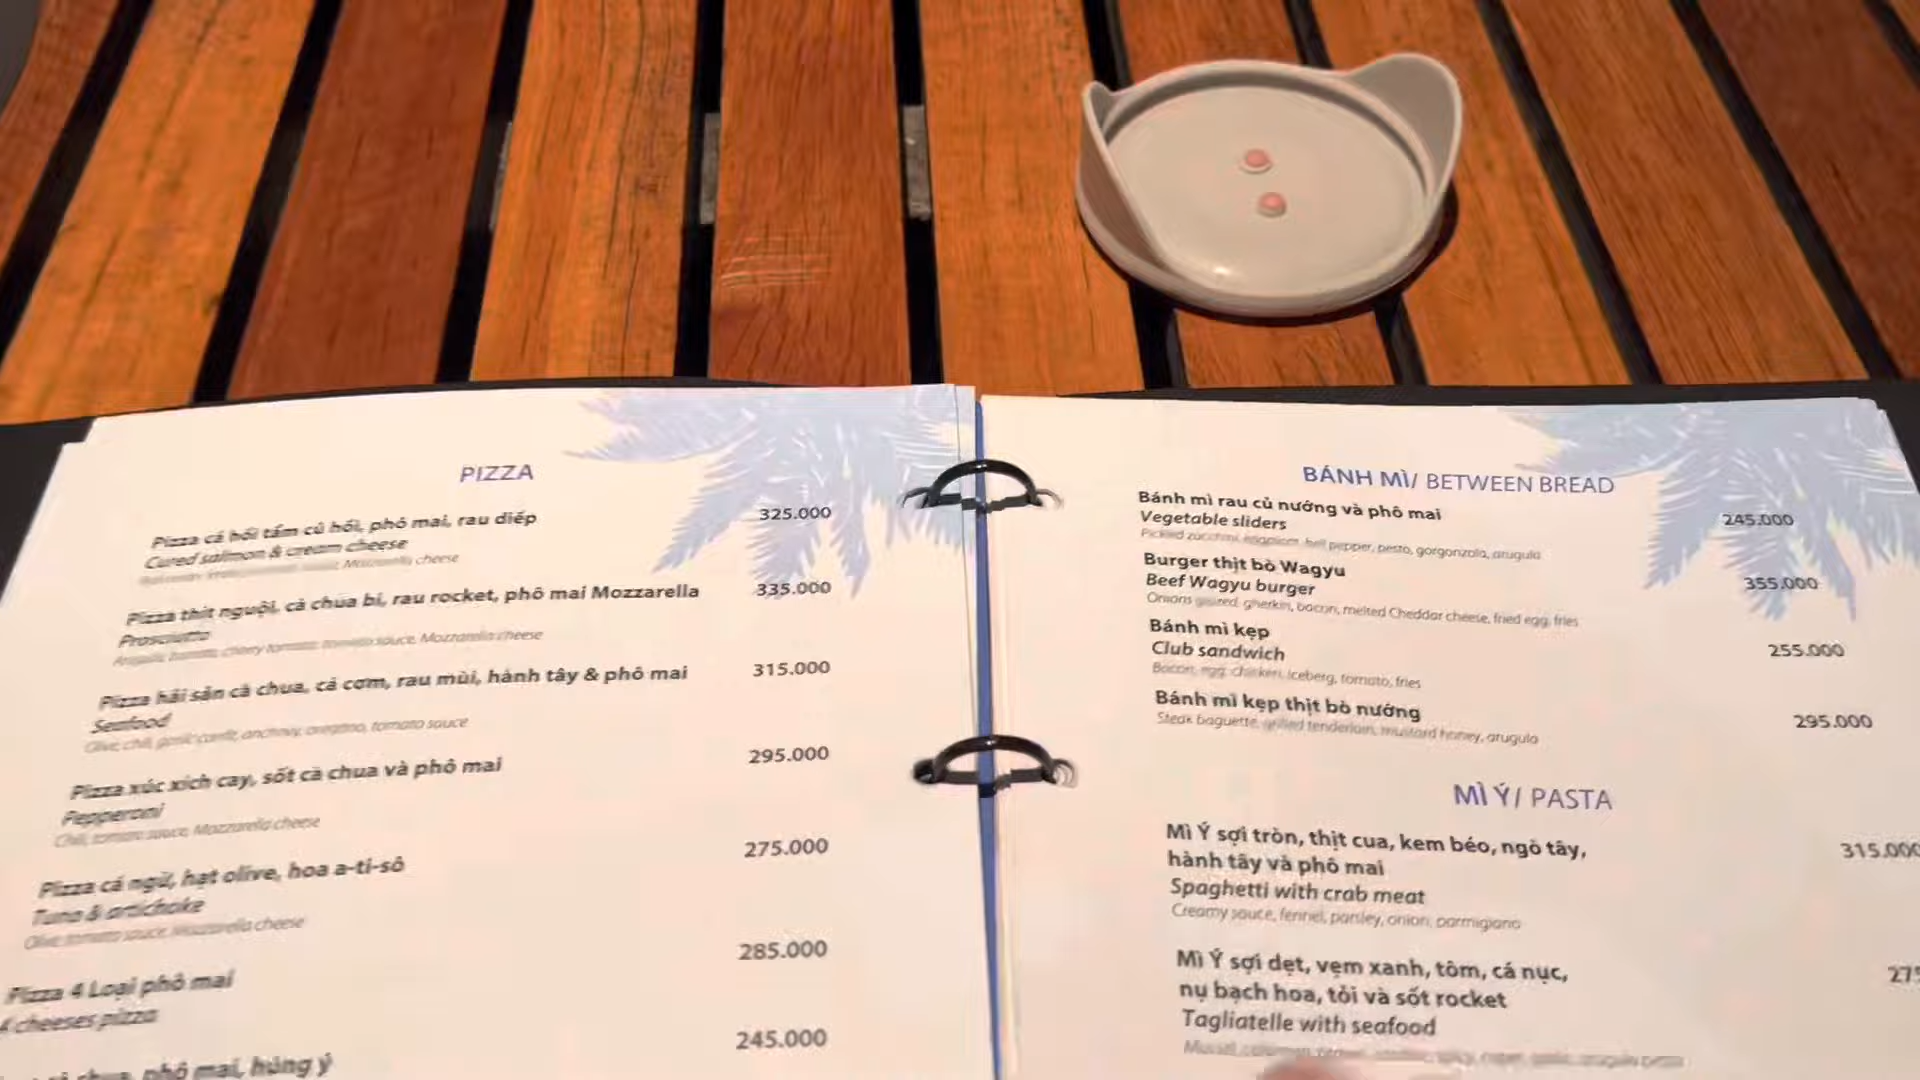 PIZZA
Pizza cá hồi tẩm củ hồi, phô mai, rau diếp 325.000
Cured salmon & cream cheese
Mozzarella cheese
Pizza thịt nguội, cà chua bi, rau rocket, phô mai Mozzarella 335.000
Prosciutto
Arugula, burratta, cherry tomato, tomato sauce, Mozzarella cheese
Pizza hải sản cà chua, cá cơm, rau mùi, hành tây & phô mai 315.000
Seafood
Olive, chili, garlic confit, anchovy, oregano, tomato sauce
Pizza xúc xích cay, sốt cà chua và phô mai 295.000
Pepperoni
Chili, tomato sauce, Mozzarella cheese
Pizza cá ngừ, hạt olive, hoa a-ti-sô 275.000
Tuna & artichoke
Olive, tomato sauce, Mozzarella cheese
Pizza 4 Loại phô mai 285.000
4 cheeses pizza
cà chua, phô mai, húng ý 245.000
BÁNH MÌ/ BETWEEN BREAD
Bánh mì rau củ nướng và phô mai 245.000
Vegetable sliders
Pickled zucchini, eggplant, bell pepper, pesto, gorgonzola, arugula
Burger thịt bò Wagyu 355.000
Beef Wagyu burger
Onions glazed, gherkin, bacon, melted Cheddar cheese, fried egg, fries
Bánh mì kẹp 255.000
Club sandwich
Bacon, egg, chicken, iceberg, tomato, fries
Bánh mì kẹp thịt bò nướng 295.000
Steak baguette, grilled tenderloin, mustard honey, arugula
MÌ Ý/ PASTA
Mì Ý sợi tròn, thịt cua, kem béo, ngò tây, 315.000
hành tây và phô mai
Spaghetti with crab meat
Creamy sauce, fennel, parsley, onion, parmigiano
Mì Ý sợi dẹt, vẹm xanh, tôm, cá nục, 275
nụ bạch hoa, tỏi và sốt rocket
Tagliatelle with seafood